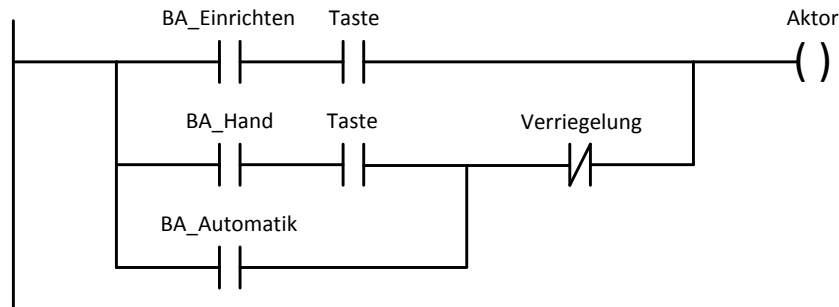 BA_Einrichten Taste Aktor
BA_Hand Taste Verriegelung
BA_Automatik